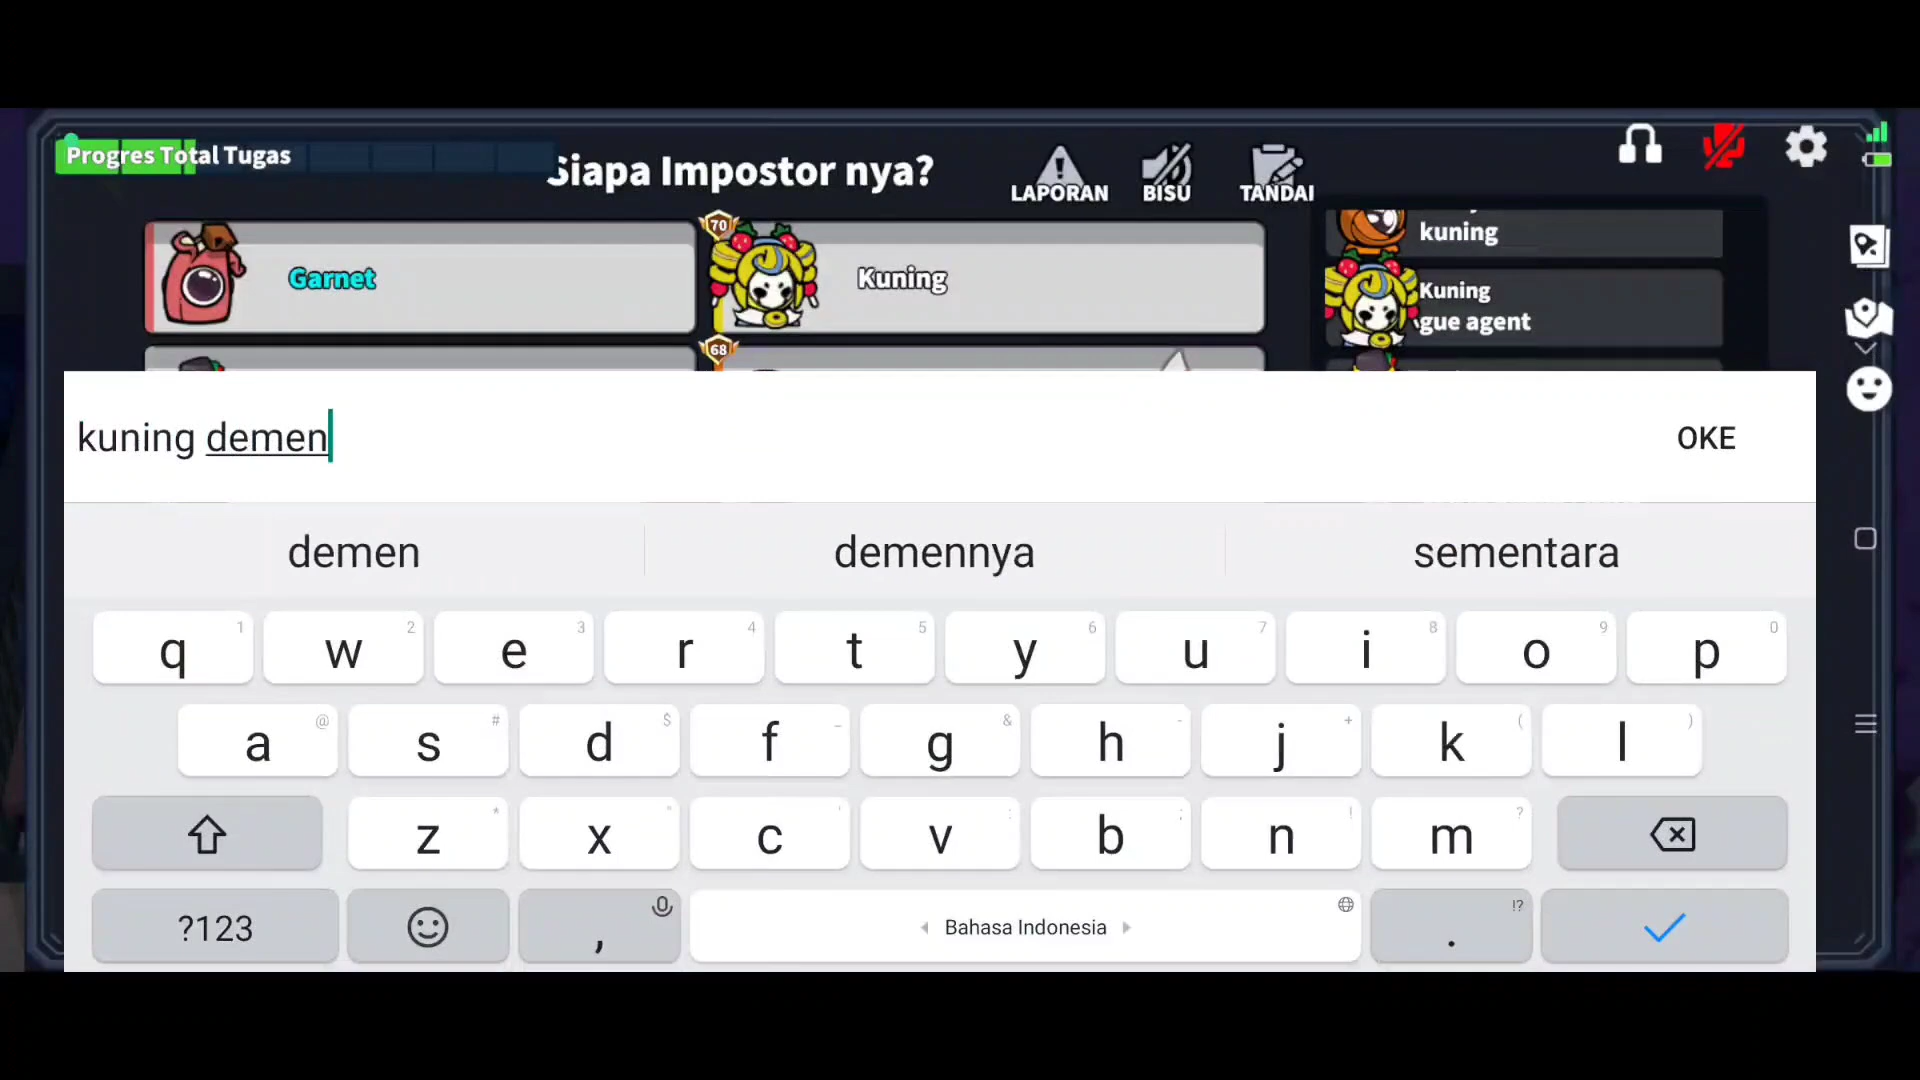 Progres Total Tugas
Siapa Impostor nya?
LAPORAN
BISU
TANDAI
Garnet
70
Kuning
68
kuning
Kuning
gue agent
kuning demen
OKE
demen
demennya
sementara
q 1 w 2 e 3 r 4 t 5 y 6 u 7 i 8 o 9 p 0
a @ s # d $ f _ g & h - j + k ( l )
z * x " c ' v : b ; n ! m ?
?123 , Bahasa Indonesia . !?